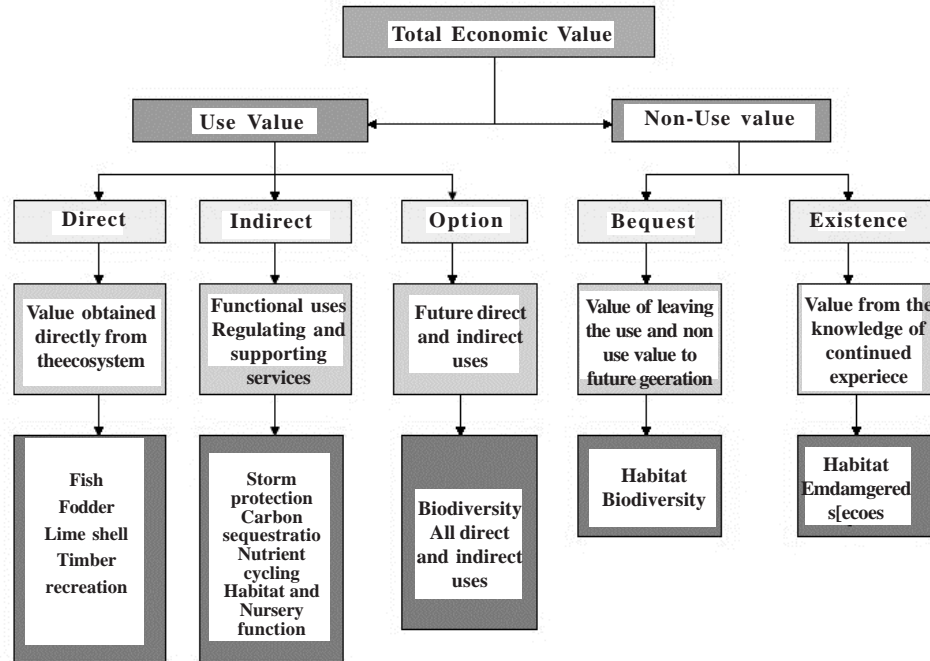 Total Economic Value
Use Value
Non-Use value
Direct
Indirect
Option
Bequest
Existence
Value obtained
directly from
theecosystem
Functional uses
Regulating and
supporting
services
Future direct
and indirect
uses
Value of leaving
the use and non
use value to
future geeration
Value from the
knowledge of
continued
experiece
Fish
Fodder
Lime shell
Timber
recreation
Storm
protection
Carbon
sequestratio
Nutrient
cycling
Habitat and
Nursery
function
Biodiversity
All direct
and indirect
uses
Habitat
Biodiversity
Habitat
Emdamgered
s[ecoes